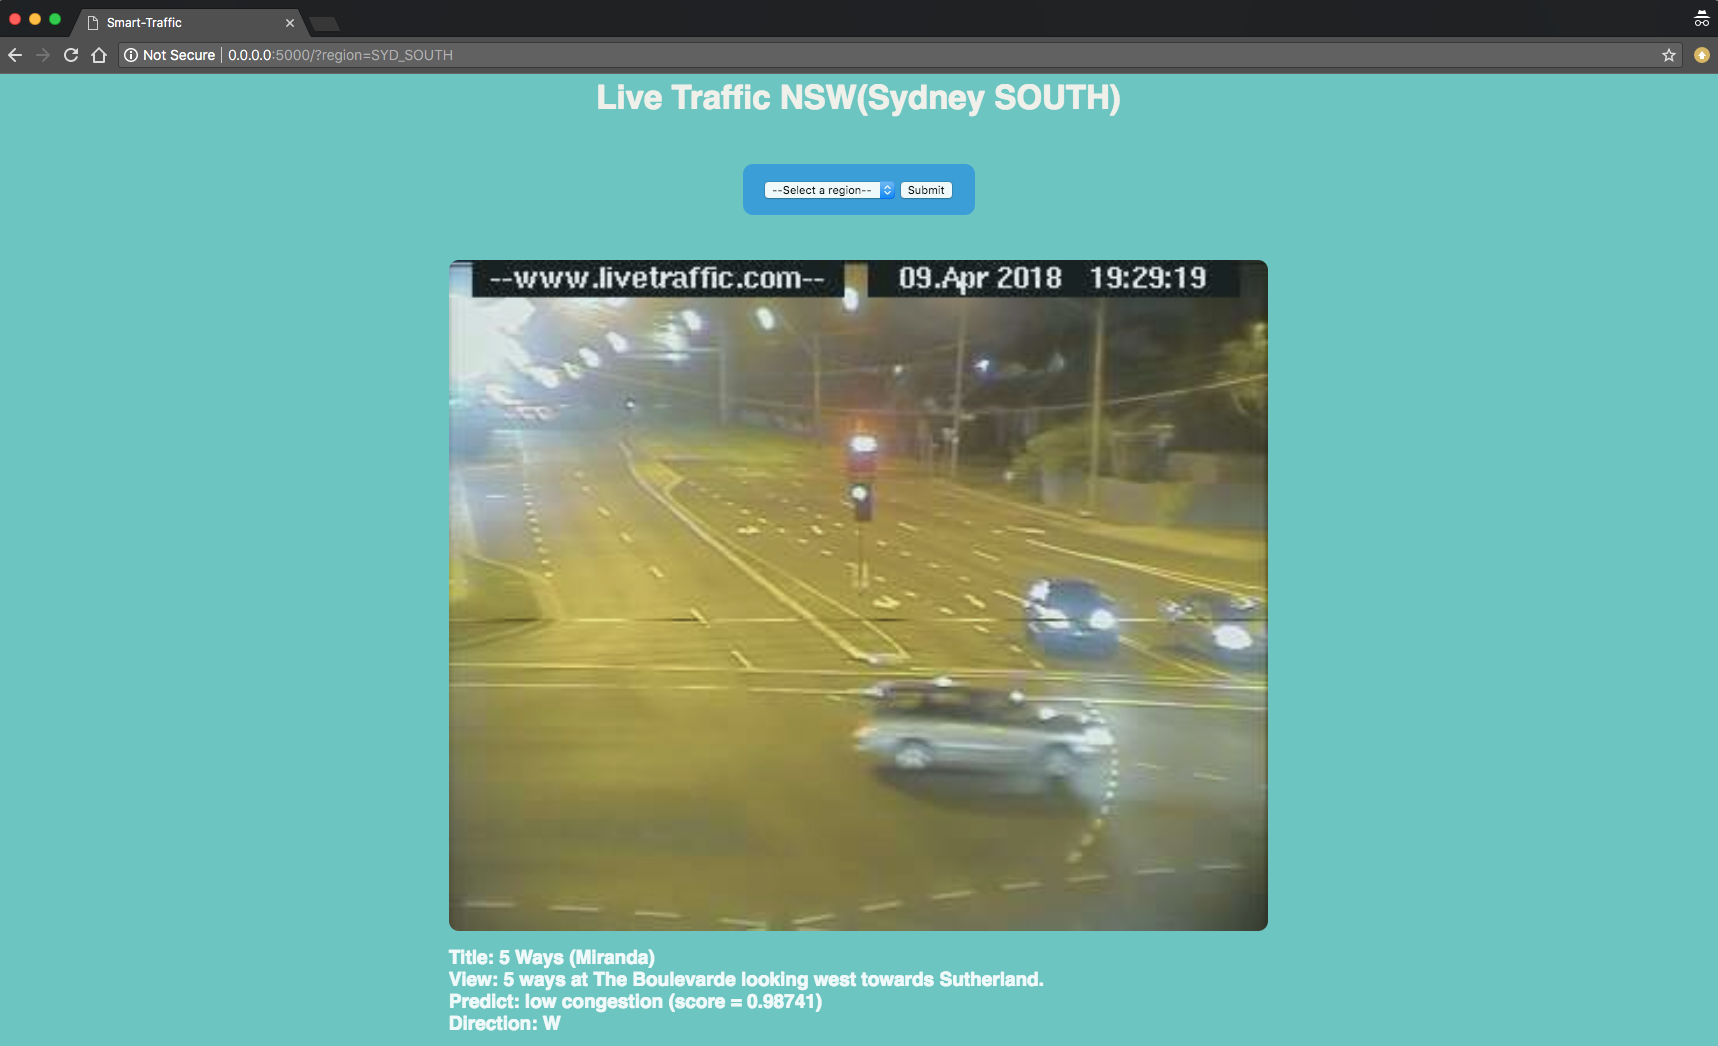 Smart-Traffic
Not Secure | 0.0.0.0:5000/?region=SYD_SOUTH
Live Traffic NSW(Sydney SOUTH)
--Select a region-- Submit
--www.livetraffic.com-- 09.Apr 2018 19:29:19
Title: 5 Ways (Miranda)
View: 5 ways at The Boulevarde looking west towards Sutherland.
Predict: low congestion (score = 0.98741)
Direction: W